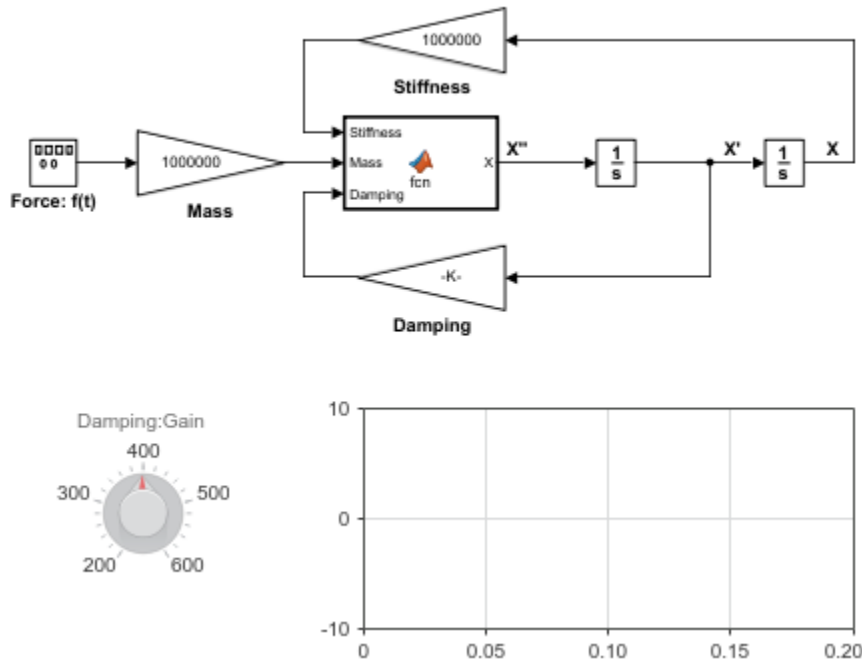 1000000
Stiffness
Stiffness
Mass
Damping
fcn
X
X''
1
s
X'
1
s
X
1000000
Force: f(t)
Mass
-K-
Damping
Damping:Gain
400
300
500
200
600
10
0
-10
0
0.05
0.10
0.15
0.20